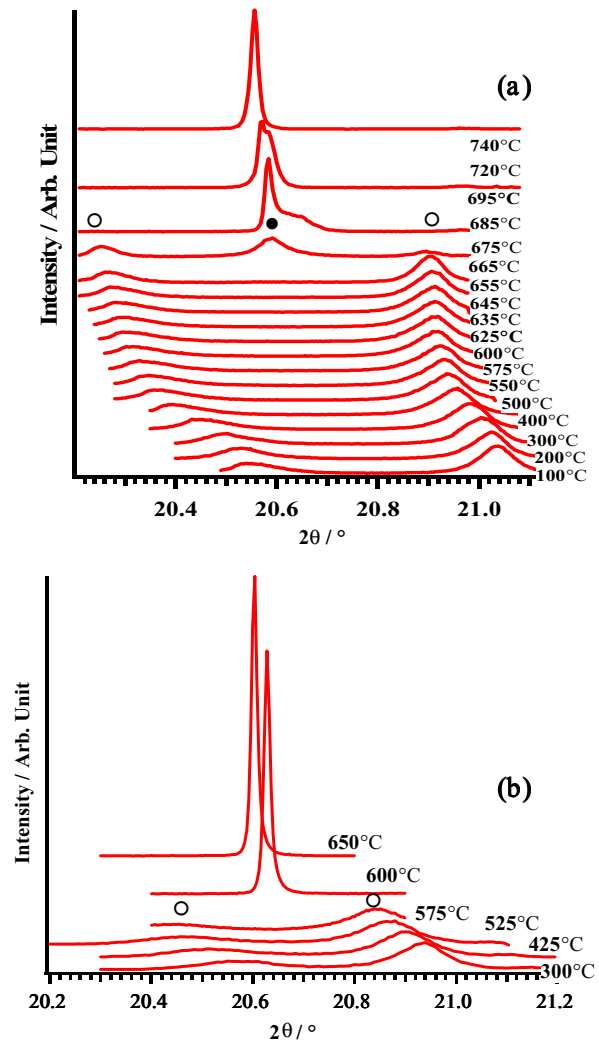 (a)
Intensity / Arb. Unit
740°C
720°C
695°C
685°C
675°C
665°C
655°C
645°C
635°C
625°C
600°C
575°C
550°C
500°C
400°C
300°C
200°C
100°C
20.4 20.6 20.8 21.0
2θ / °
(b)
Intensity / Arb. Unit
650°C
600°C
575°C
525°C
425°C
300°C
20.2 20.4 20.6 20.8 21.0 21.2
2θ / °